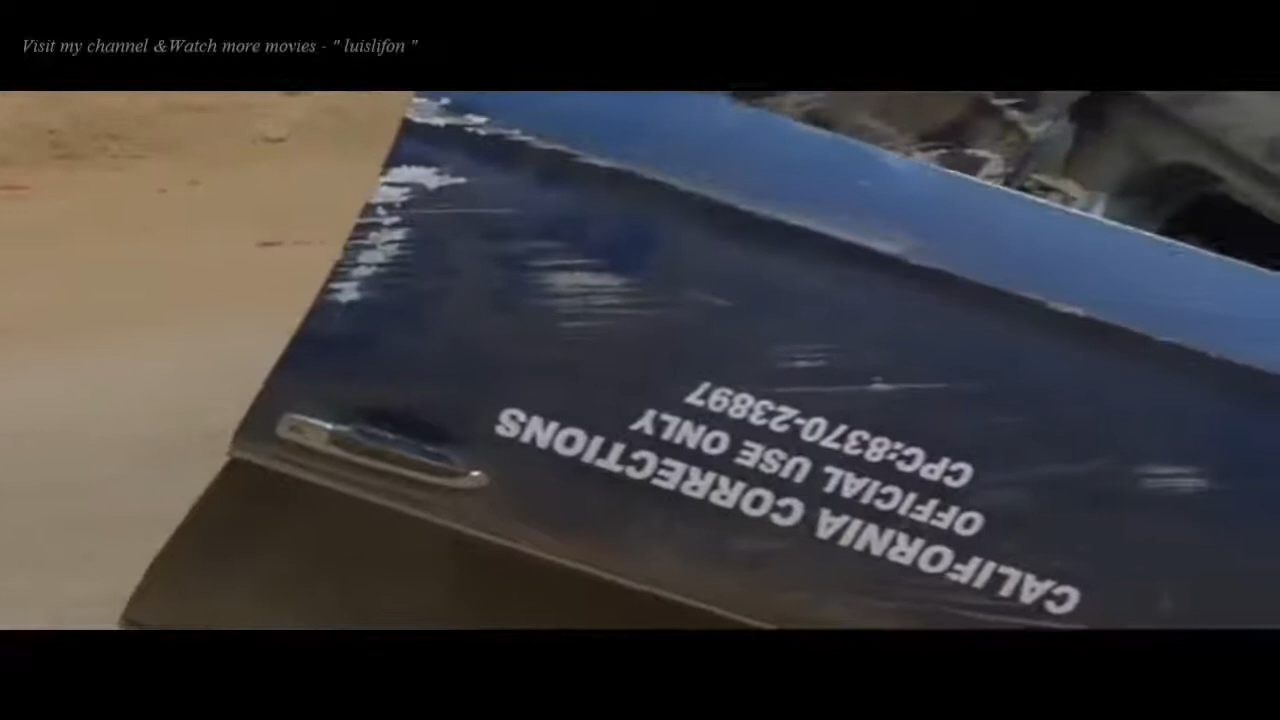 Visit my channel &Watch more movies - " luislifon "
CALIFORNIA CORRECTIONS
OFFICIAL USE ONLY
CPC:8370-23897